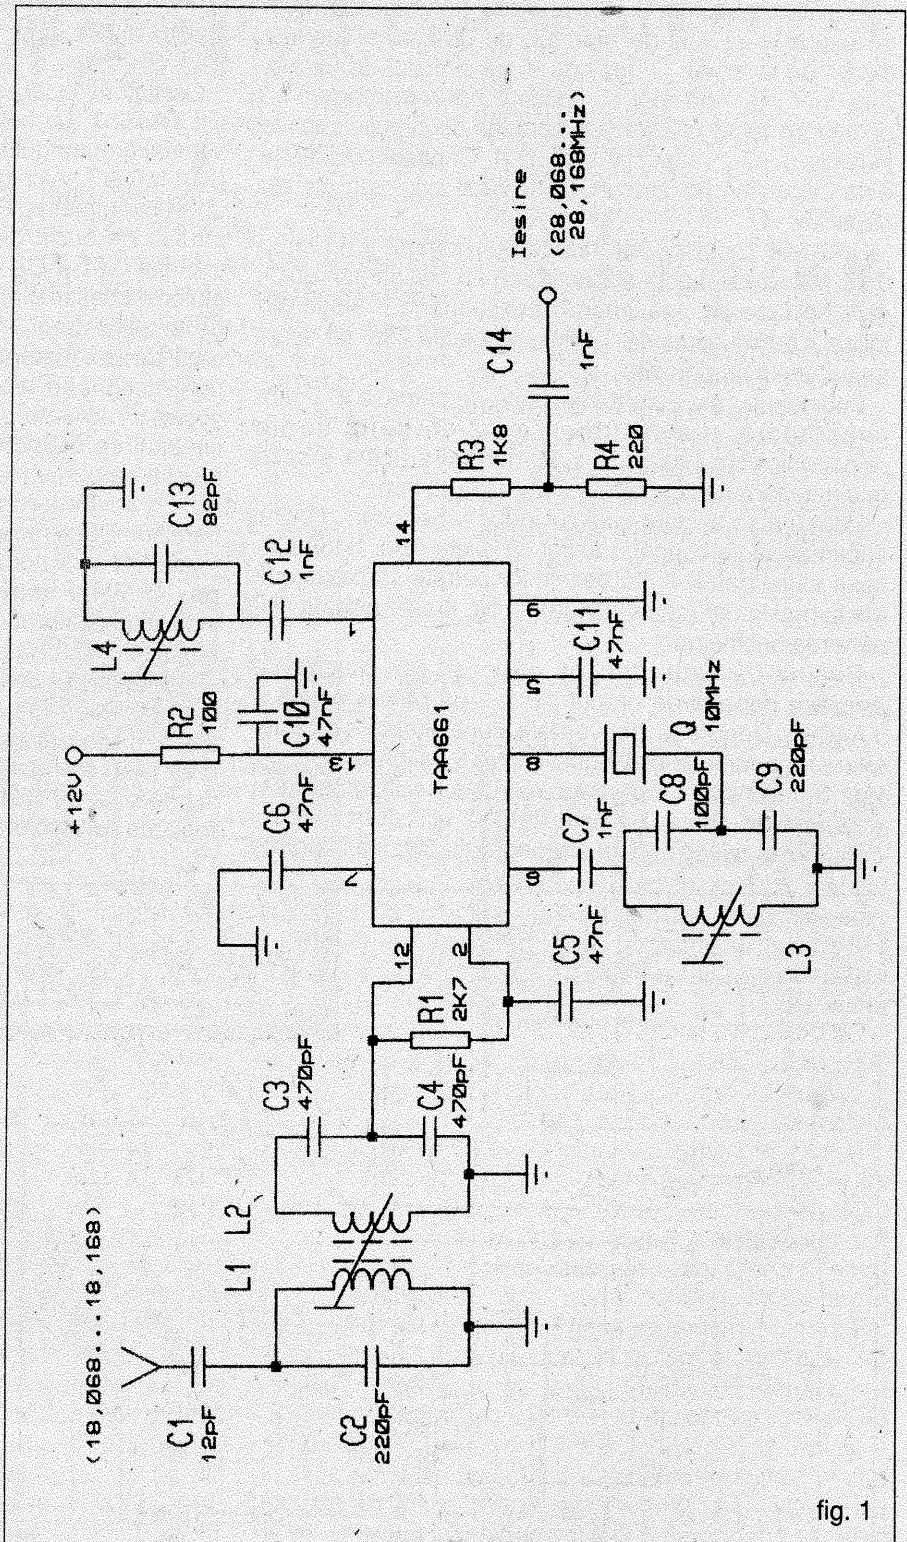 (18,068...18,168)
+12V
L4
C13
82pF
R2
100
C10
47nF
C6
47nF
C12
1nF
C1
12pF
C2
220pF
L1
L2
C3
470pF
C4
470pF
R1
2K7
12
2
7
13
1
14
TAA661
5
R3
1K8
R4
220
C14
1nF
Iesire
(28,068...
28,168MHz)
C5
47nF
C7
1nF
C11
47nF
Q
10MHz
C8
100pF
C9
220pF
L3
fig. 1